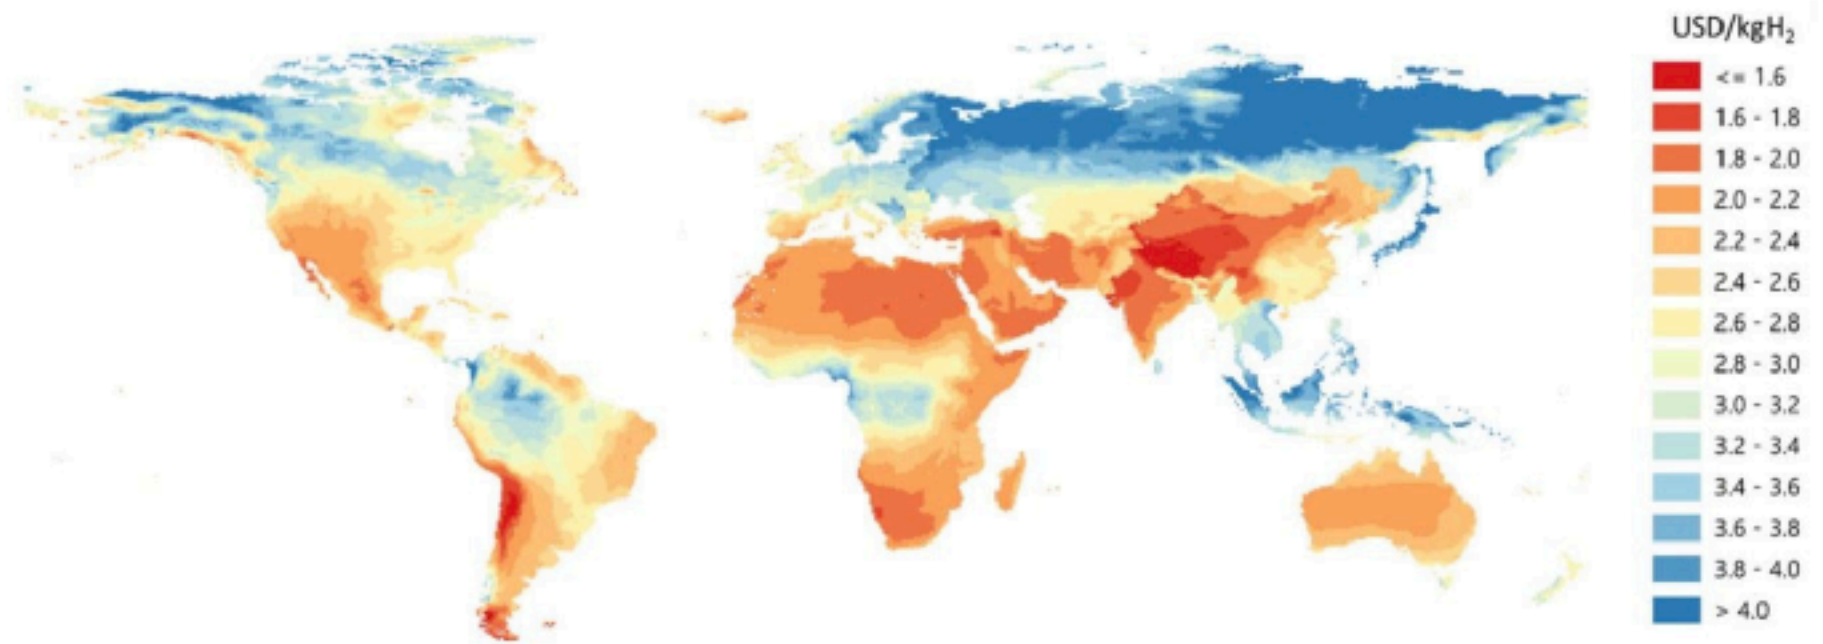 USD/kgH₂
<= 1.6
1.6 - 1.8
1.8 - 2.0
2.0 - 2.2
2.2 - 2.4
2.4 - 2.6
2.6 - 2.8
2.8 - 3.0
3.0 - 3.2
3.2 - 3.4
3.4 - 3.6
3.6 - 3.8
3.8 - 4.0
> 4.0